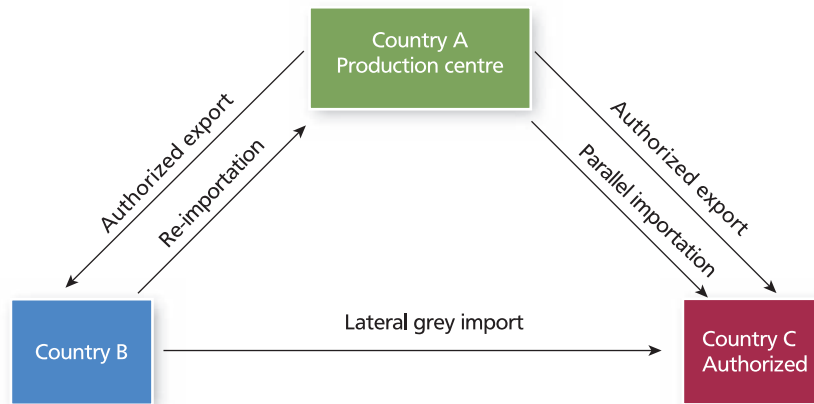 Country A
Production centre
Authorized export
Re-importation
Parallel importation
Authorized export
Lateral grey import
Country B
Country C
Authorized